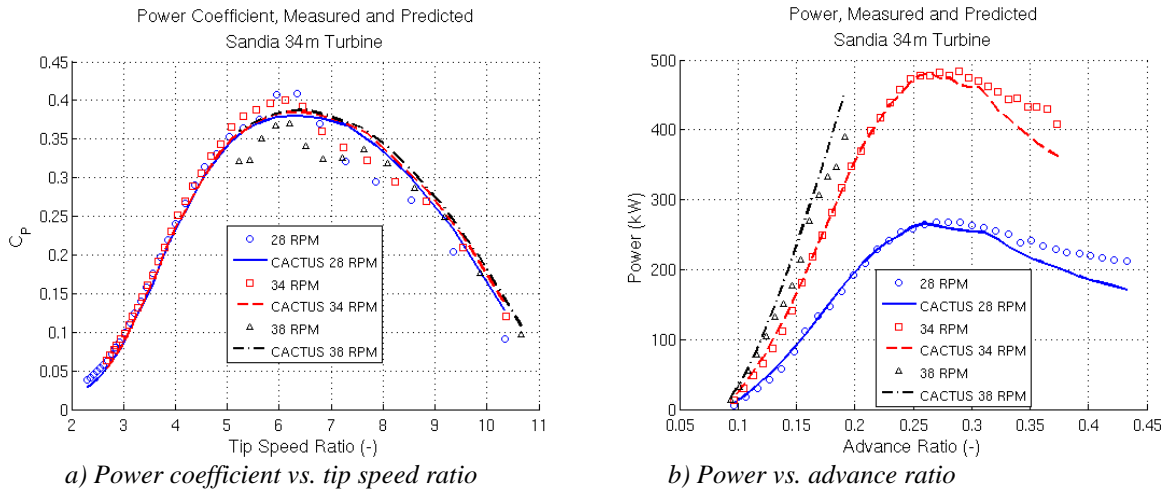 Power Coefficient, Measured and Predicted
Sandia 34m Turbine
0.45
0.4
0.35
0.3
0.25
0.2
0.15
0.1
0.05
0
C_P
28 RPM
CACTUS 28 RPM
34 RPM
CACTUS 34 RPM
38 RPM
CACTUS 38 RPM
2 3 4 5 6 7 8 9 10 11
Tip Speed Ratio (-)
a) Power coefficient vs. tip speed ratio
Power, Measured and Predicted
Sandia 34m Turbine
500
400
300
200
100
0
Power (kW)
28 RPM
CACTUS 28 RPM
34 RPM
CACTUS 34 RPM
38 RPM
CACTUS 38 RPM
0.05 0.1 0.15 0.2 0.25 0.3 0.35 0.4 0.45
Advance Ratio (-)
b) Power vs. advance ratio